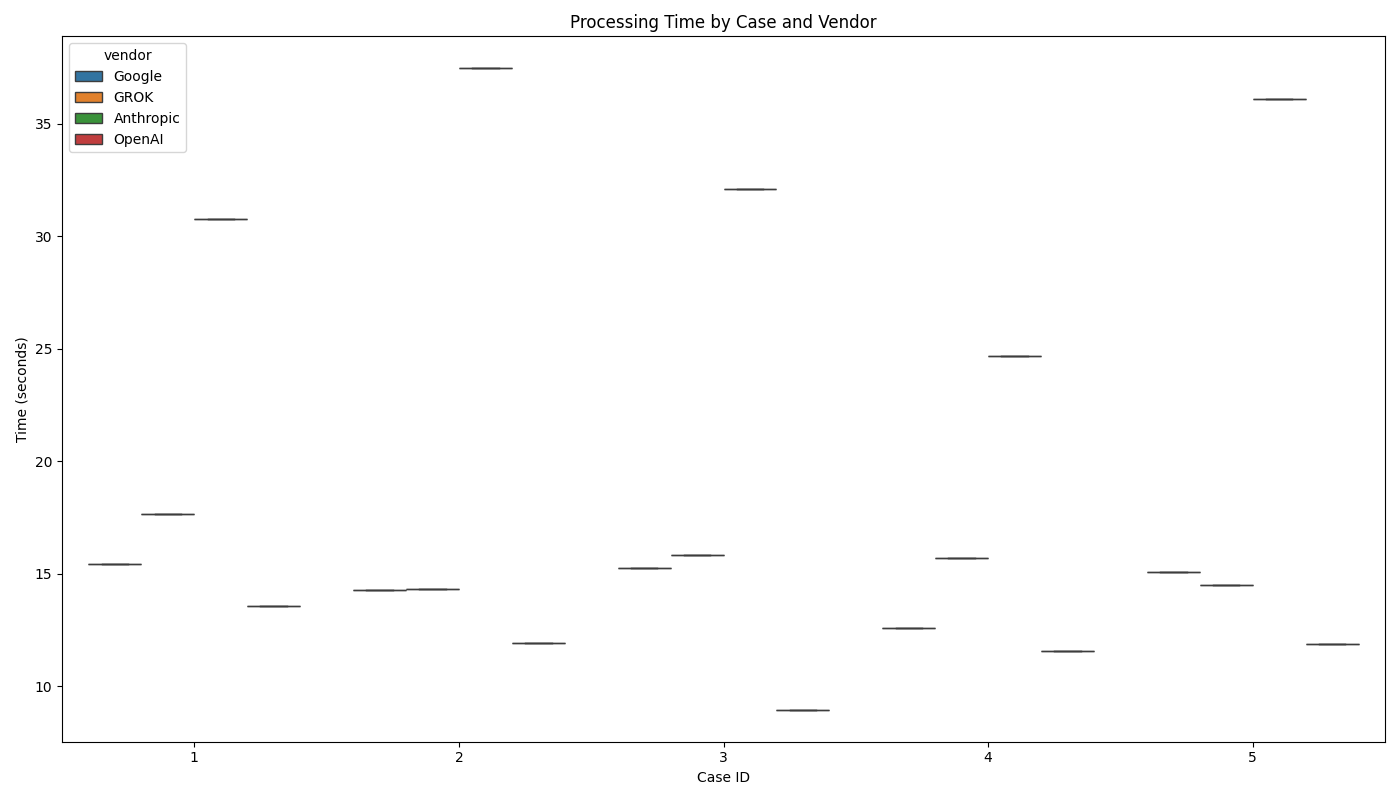 Processing Time by Case and Vendor
vendor
Google
GROK
Anthropic
OpenAI
Time (seconds)
35
30
25
20
15
10
1 2 3 4 5
Case ID